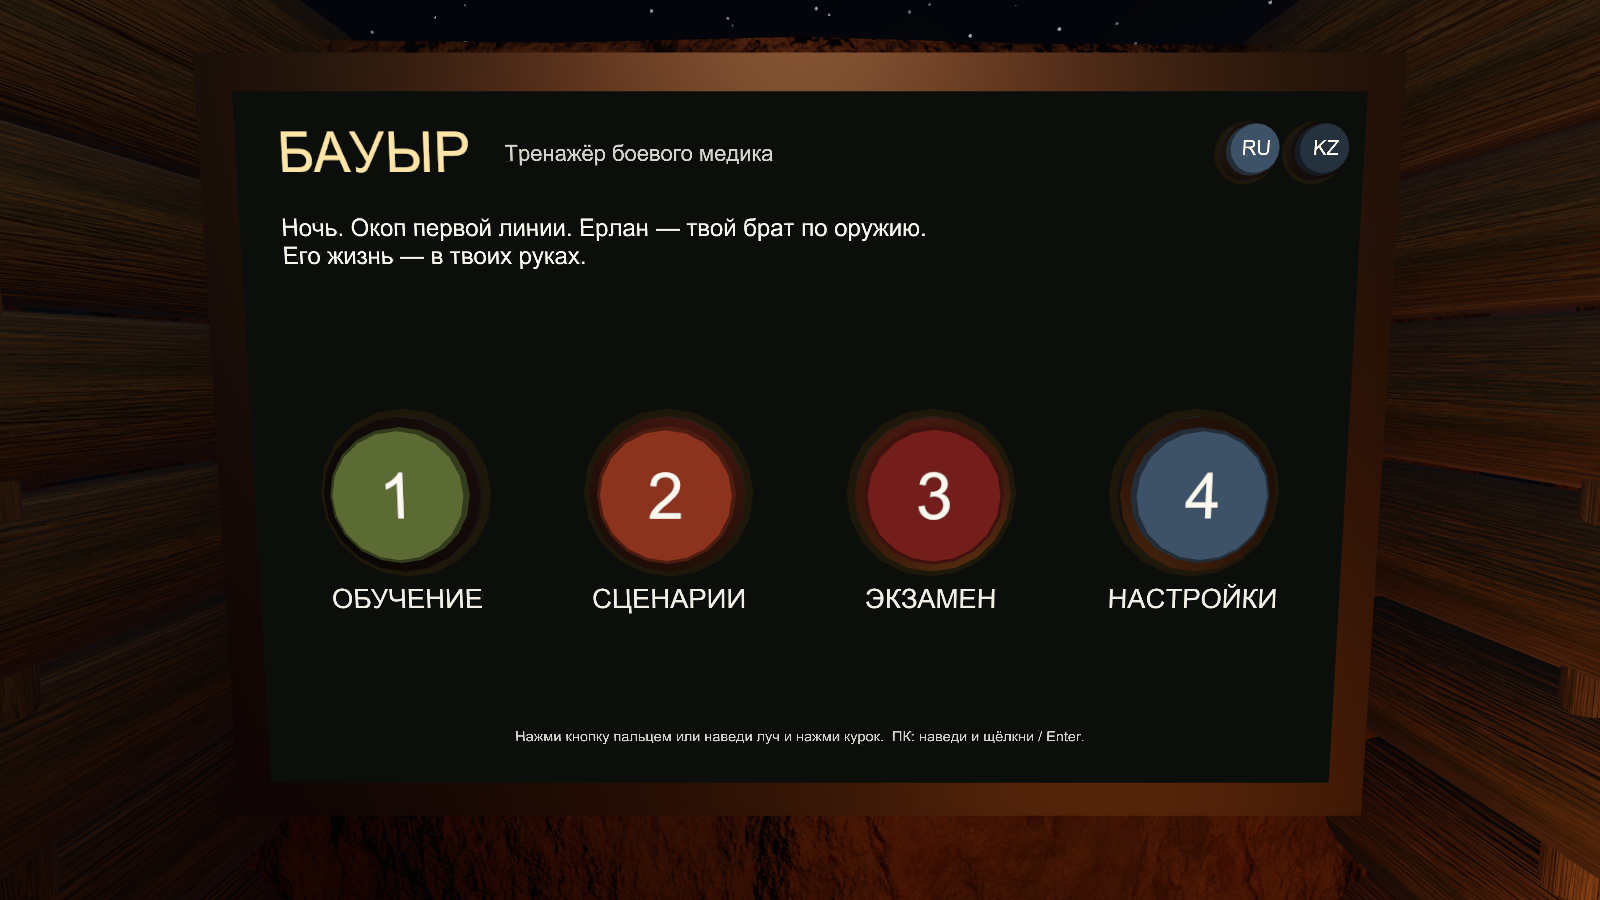 БАУЫР
Тренажёр боевого медика
RU
KZ
Ночь. Окоп первой линии. Ерлан — твой брат по оружию.
Его жизнь — в твоих руках.
1
2
3
4
ОБУЧЕНИЕ
СЦЕНАРИИ
ЭКЗАМЕН
НАСТРОЙКИ
Нажми кнопку пальцем или наведи луч и нажми курок. ПК: наведи и щёлкни / Enter.